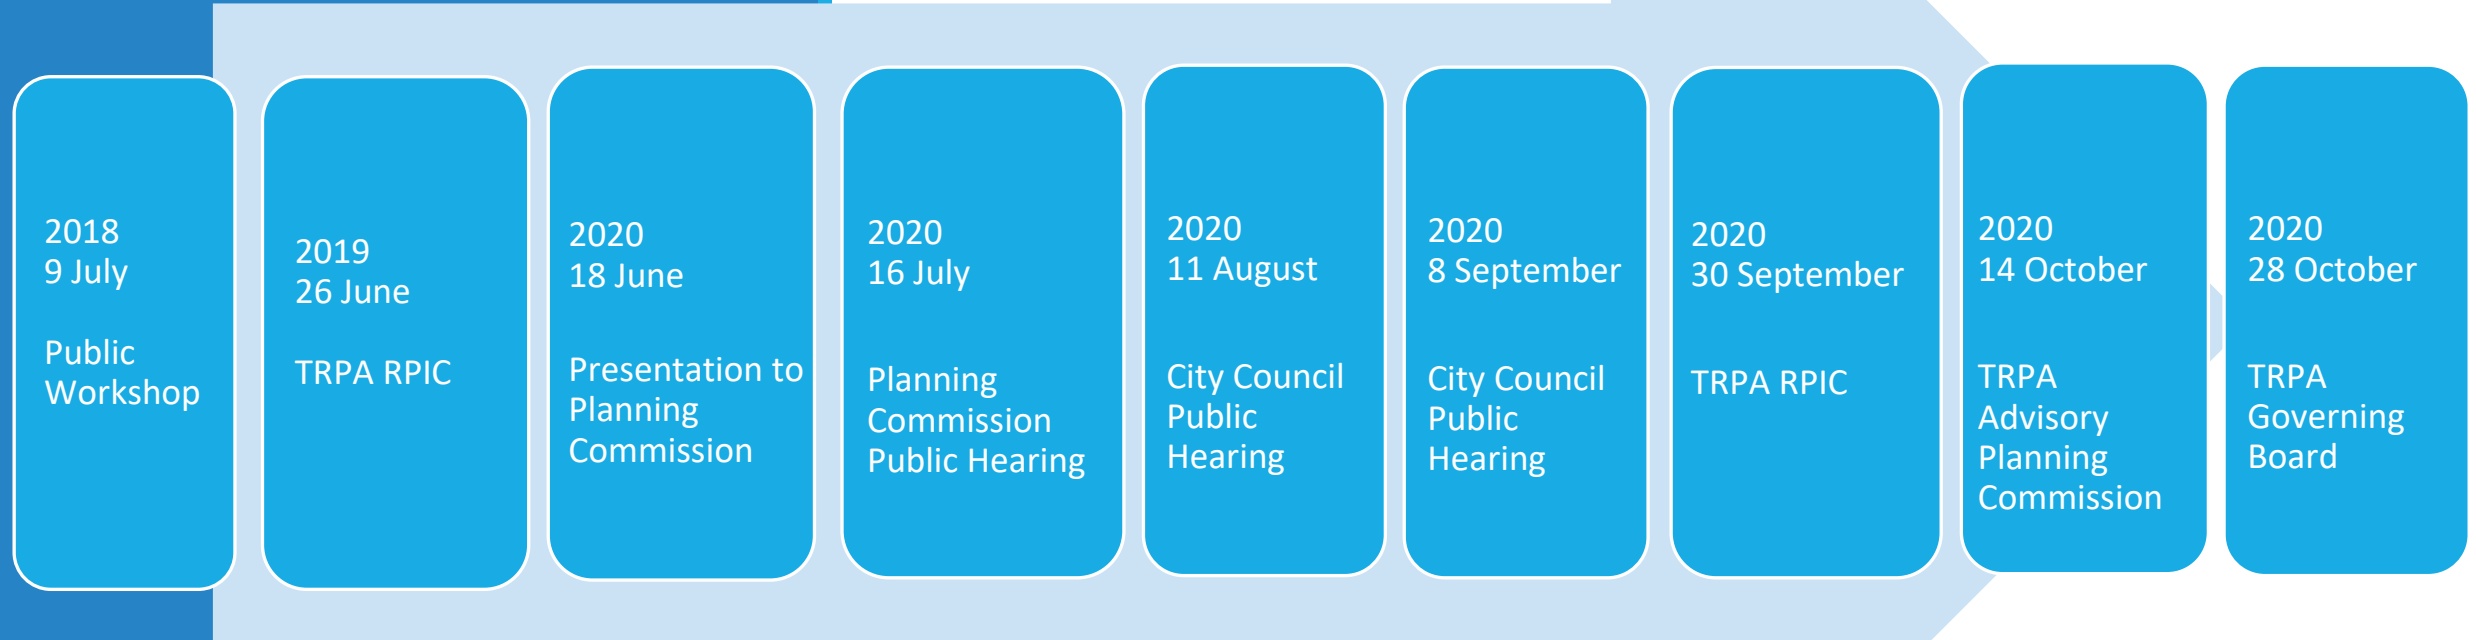 2018
9 July
Public
Workshop
2019
26 June
TRPA RPIC
2020
18 June
Presentation to
Planning
Commission
2020
16 July
Planning
Commission
Public Hearing
2020
11 August
City Council
Public
Hearing
2020
8 September
City Council
Public
Hearing
2020
30 September
TRPA RPIC
2020
14 October
TRPA
Advisory
Planning
Commission
2020
28 October
TRPA
Governing
Board